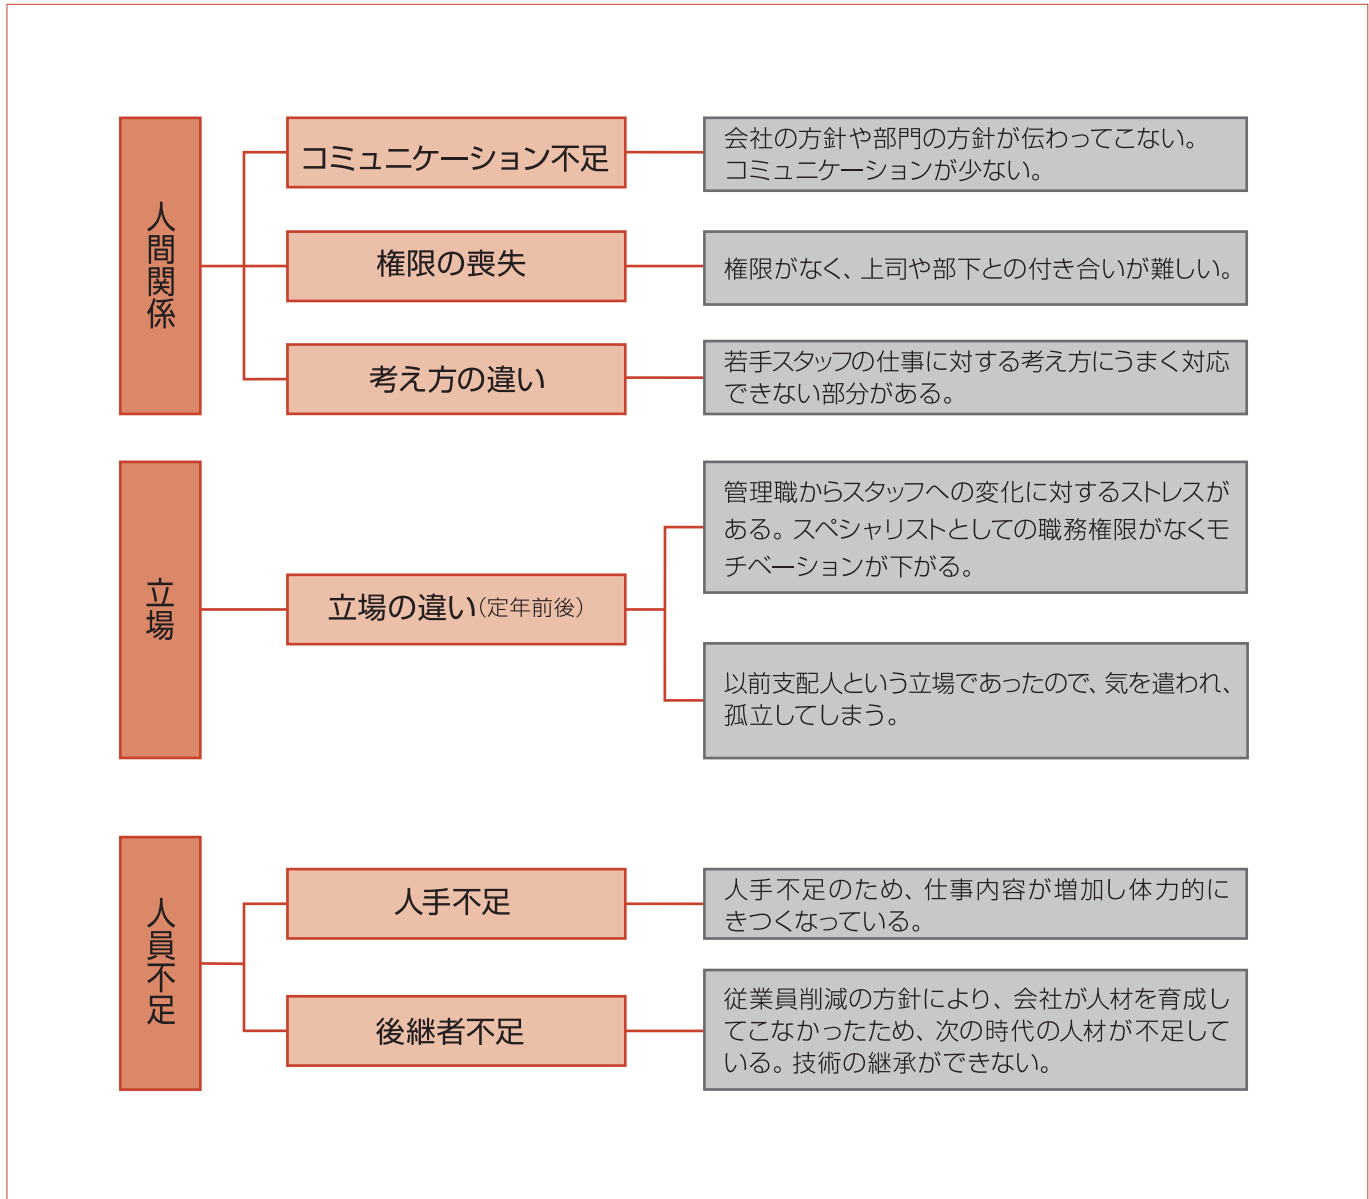 人間関係
コミュニケーション不足
会社の方針や部門の方針が伝わってこない。
コミュニケーションが少ない。
権限の喪失
権限がなく、上司や部下との付き合いが難しい。
考え方の違い
若手スタッフの仕事に対する考え方にうまく対応
できない部分がある。
立場
立場の違い(定年前後)
管理職からスタッフへの変化に対するストレスが
ある。スペシャリストとしての職務権限がなくモ
チベーションが下がる。
以前支配人という立場であったので、気を遣われ、
孤立してしまう。
人員不足
人手不足
人手不足のため、仕事内容が増加し体力的に
きつくなっている。
後継者不足
従業員削減の方針により、会社が人材を育成し
てこなかったため、次の時代の人材が不足して
いる。技術の継承ができない。